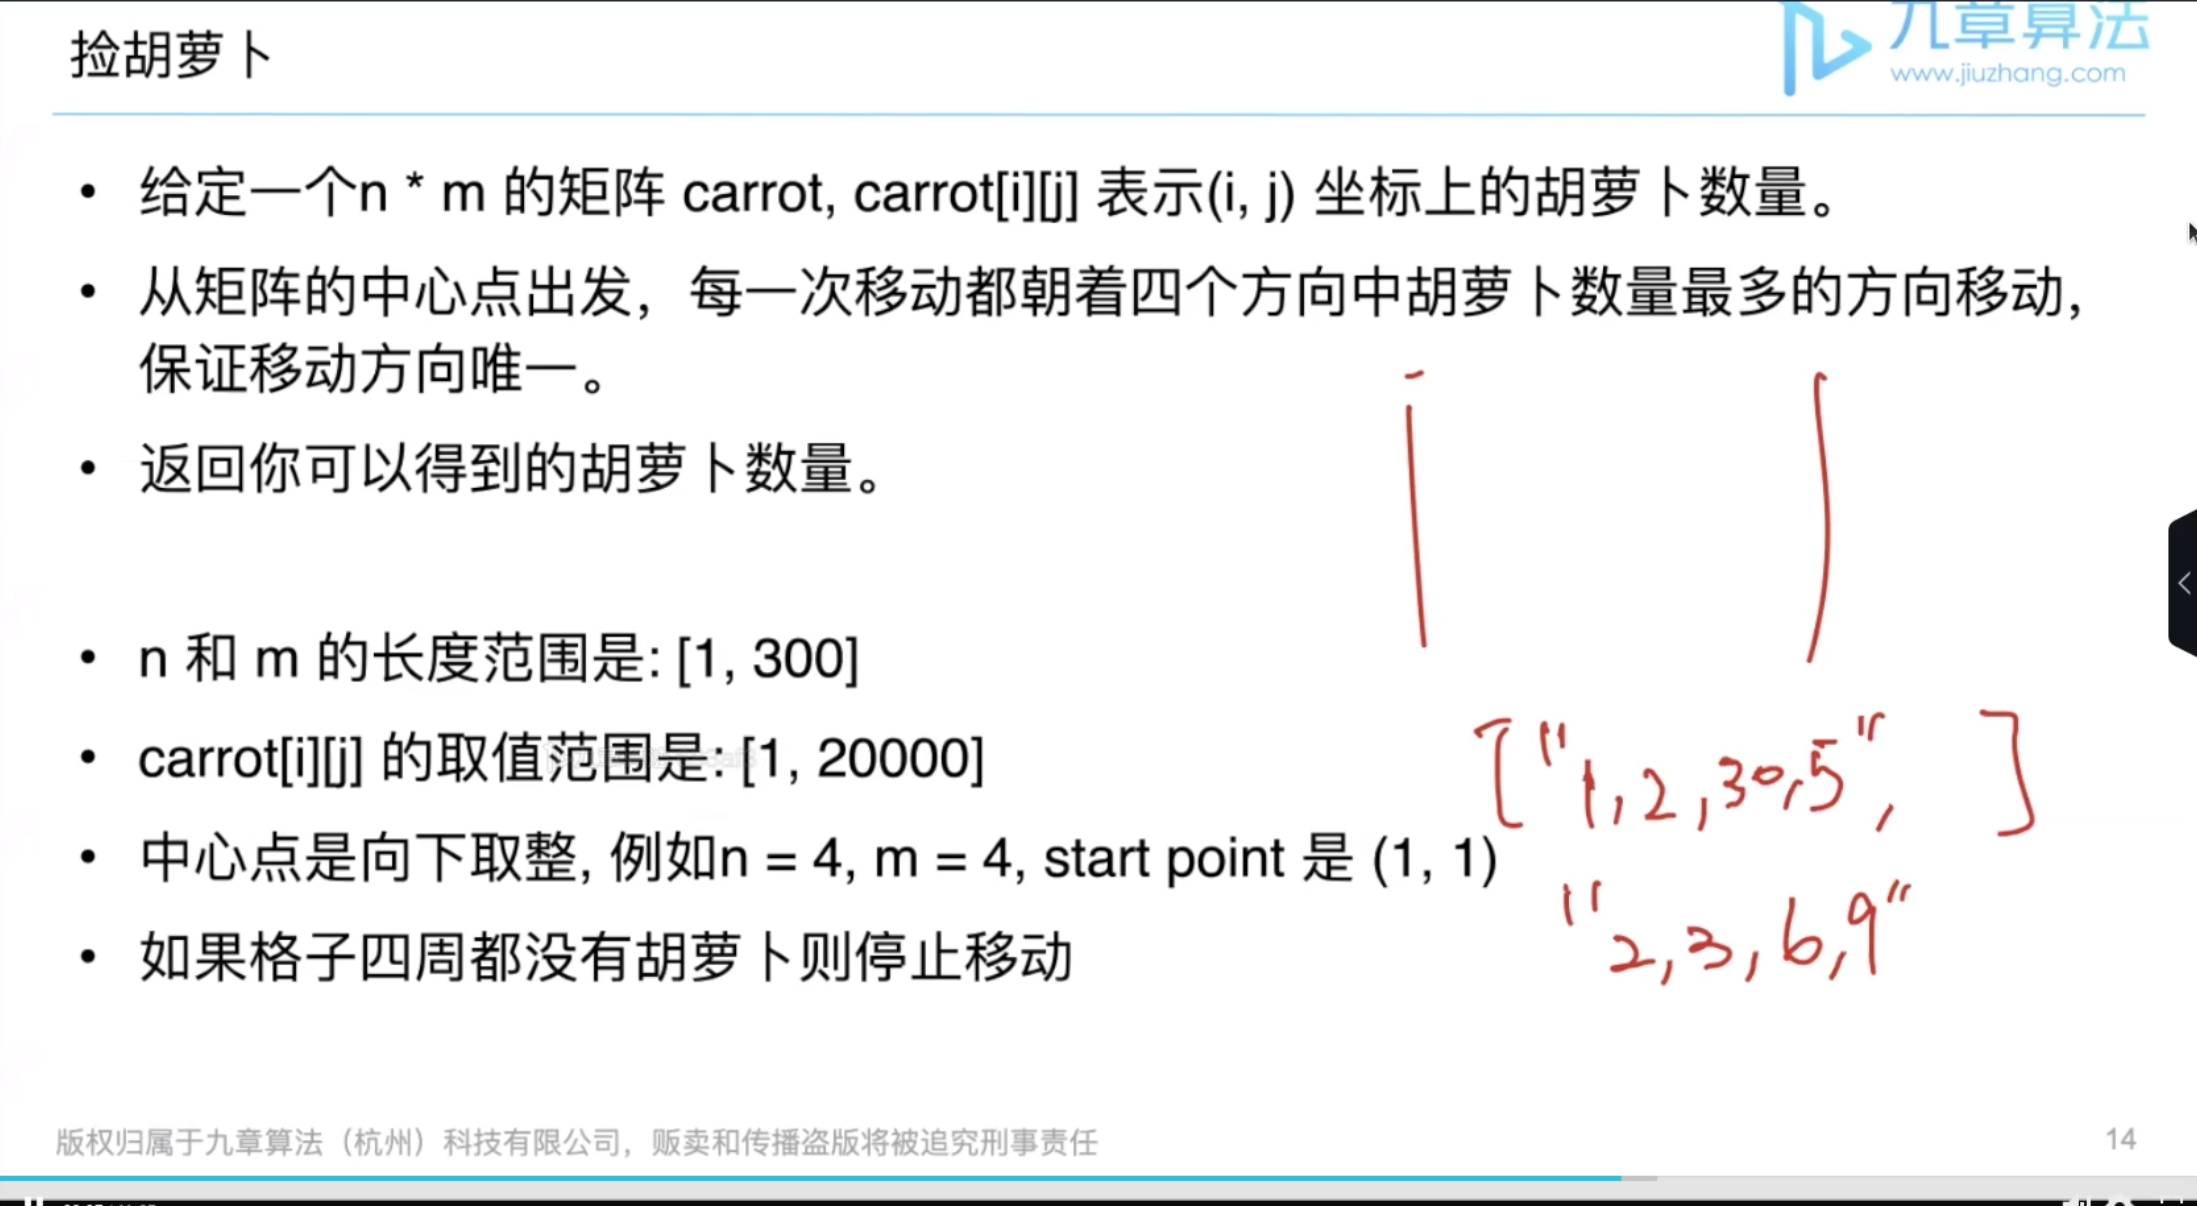 捡胡萝卜
九章算法
www.jiuzhang.com
• 给定一个n * m 的矩阵 carrot, carrot[i][j] 表示(i, j) 坐标上的胡萝卜数量。
• 从矩阵的中心点出发，每一次移动都朝着四个方向中胡萝卜数量最多的方向移动,
保证移动方向唯一。
• 返回你可以得到的胡萝卜数量。
• n 和 m 的长度范围是: [1, 300]
• carrot[i][j] 的取值范围是: [1, 20000]
• 中心点是向下取整, 例如n = 4, m = 4, start point 是 (1, 1)
• 如果格子四周都没有胡萝卜则停止移动
["1,2,30,5", ]
"2,3,6,9"
版权归属于九章算法（杭州）科技有限公司，贩卖和传播盗版将被追究刑事责任
14